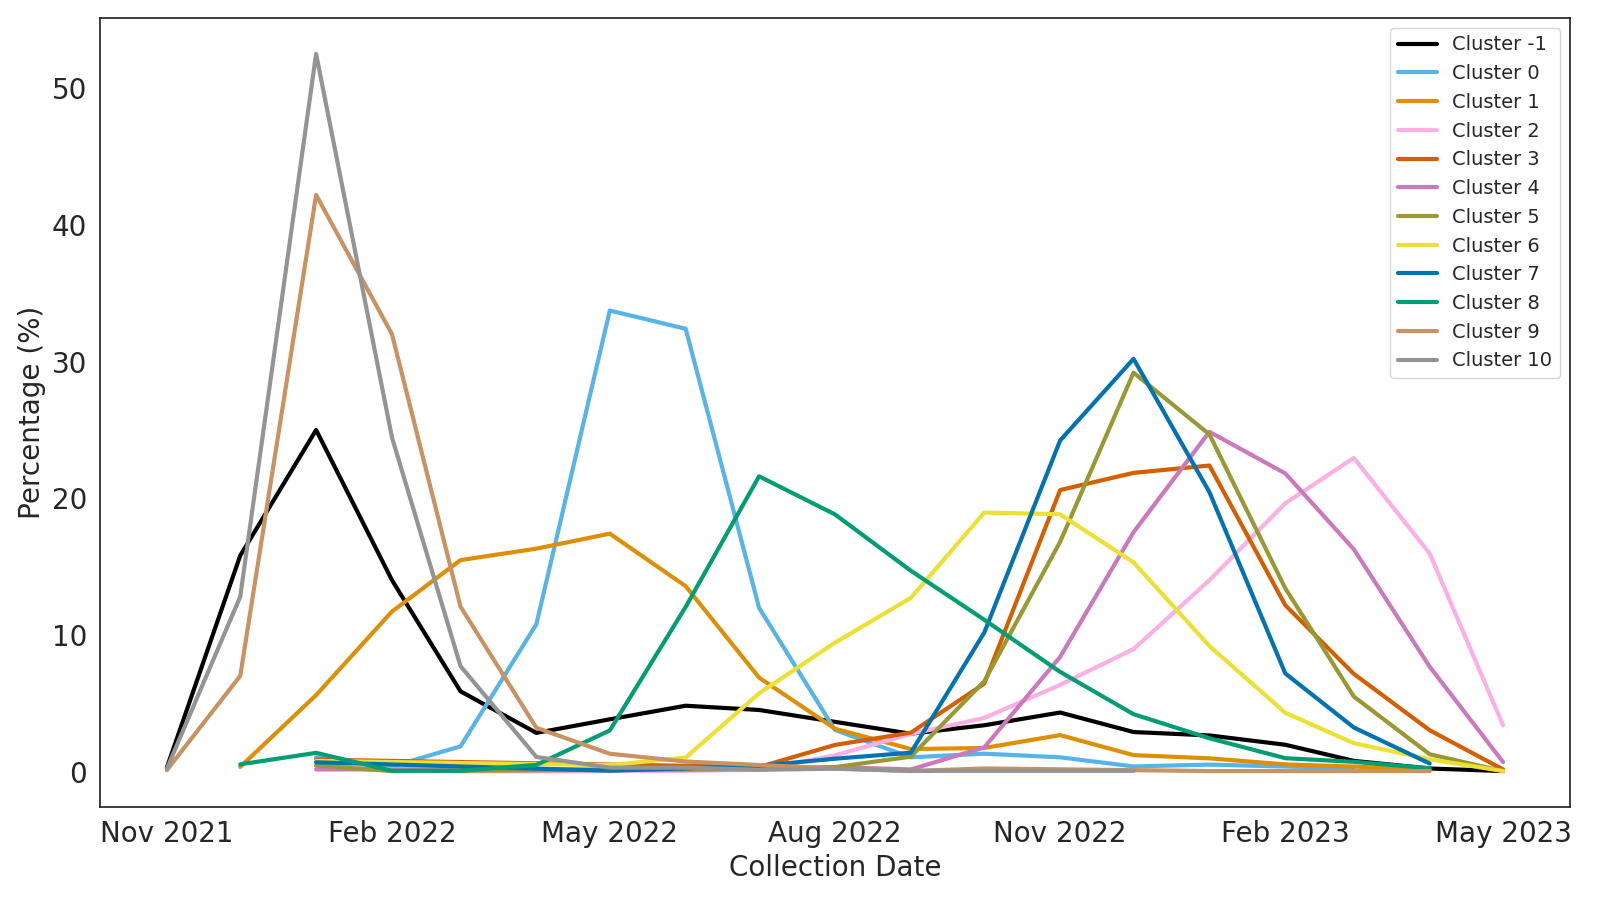 Cluster -1
Cluster 0
Cluster 1
Cluster 2
Cluster 3
Cluster 4
Cluster 5
Cluster 6
Cluster 7
Cluster 8
Cluster 9
Cluster 10
Percentage (%)
50
40
30
20
10
0
Nov 2021 Feb 2022 May 2022 Aug 2022 Nov 2022 Feb 2023 May 2023
Collection Date